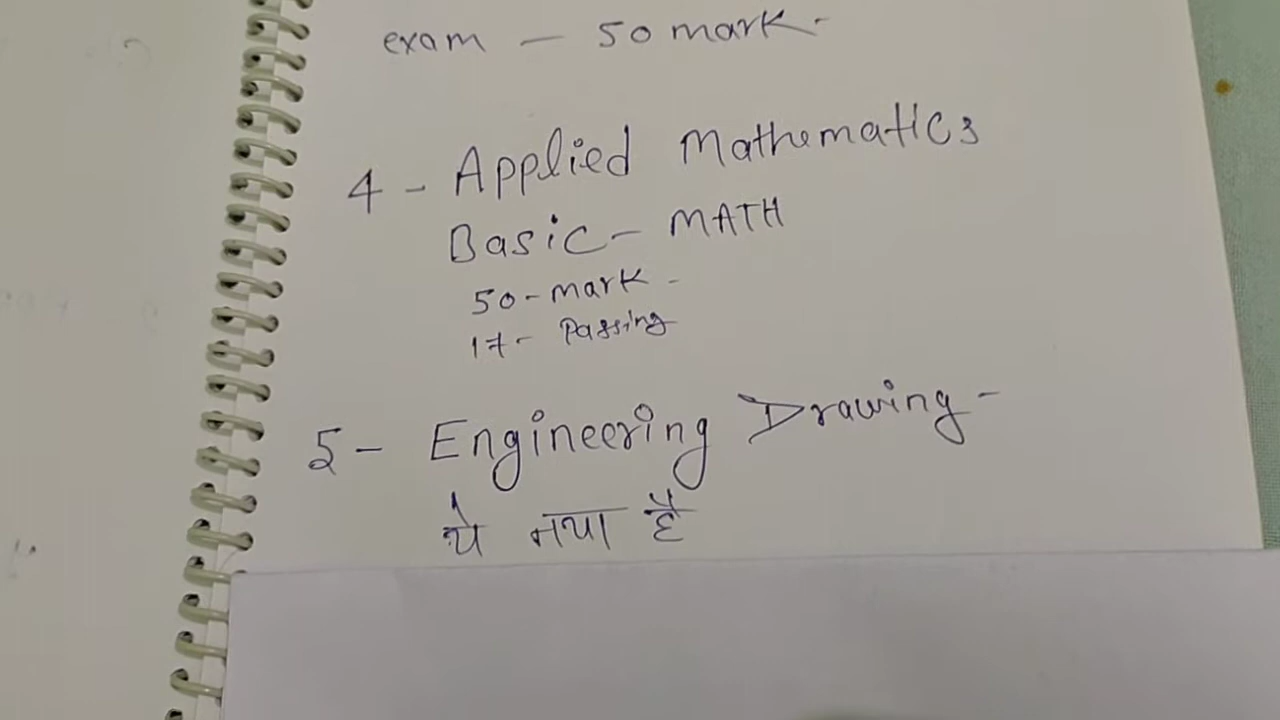 exam - 50 mark.
4 - Applied Mathematics
Basic - MATH
50 - mark -
17 - Passing
5 - Engineering Drawing -
ये नया है